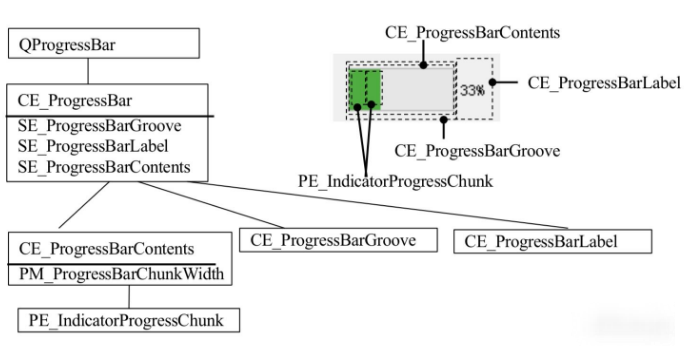 QProgressBar
CE_ProgressBar
SE_ProgressBarGroove
SE_ProgressBarLabel
SE_ProgressBarContents
CE_ProgressBarContents
33%
CE_ProgressBarLabel
CE_ProgressBarGroove
PE_IndicatorProgressChunk
CE_ProgressBarContents
PM_ProgressBarChunkWidth
CE_ProgressBarGroove
CE_ProgressBarLabel
PE_IndicatorProgressChunk